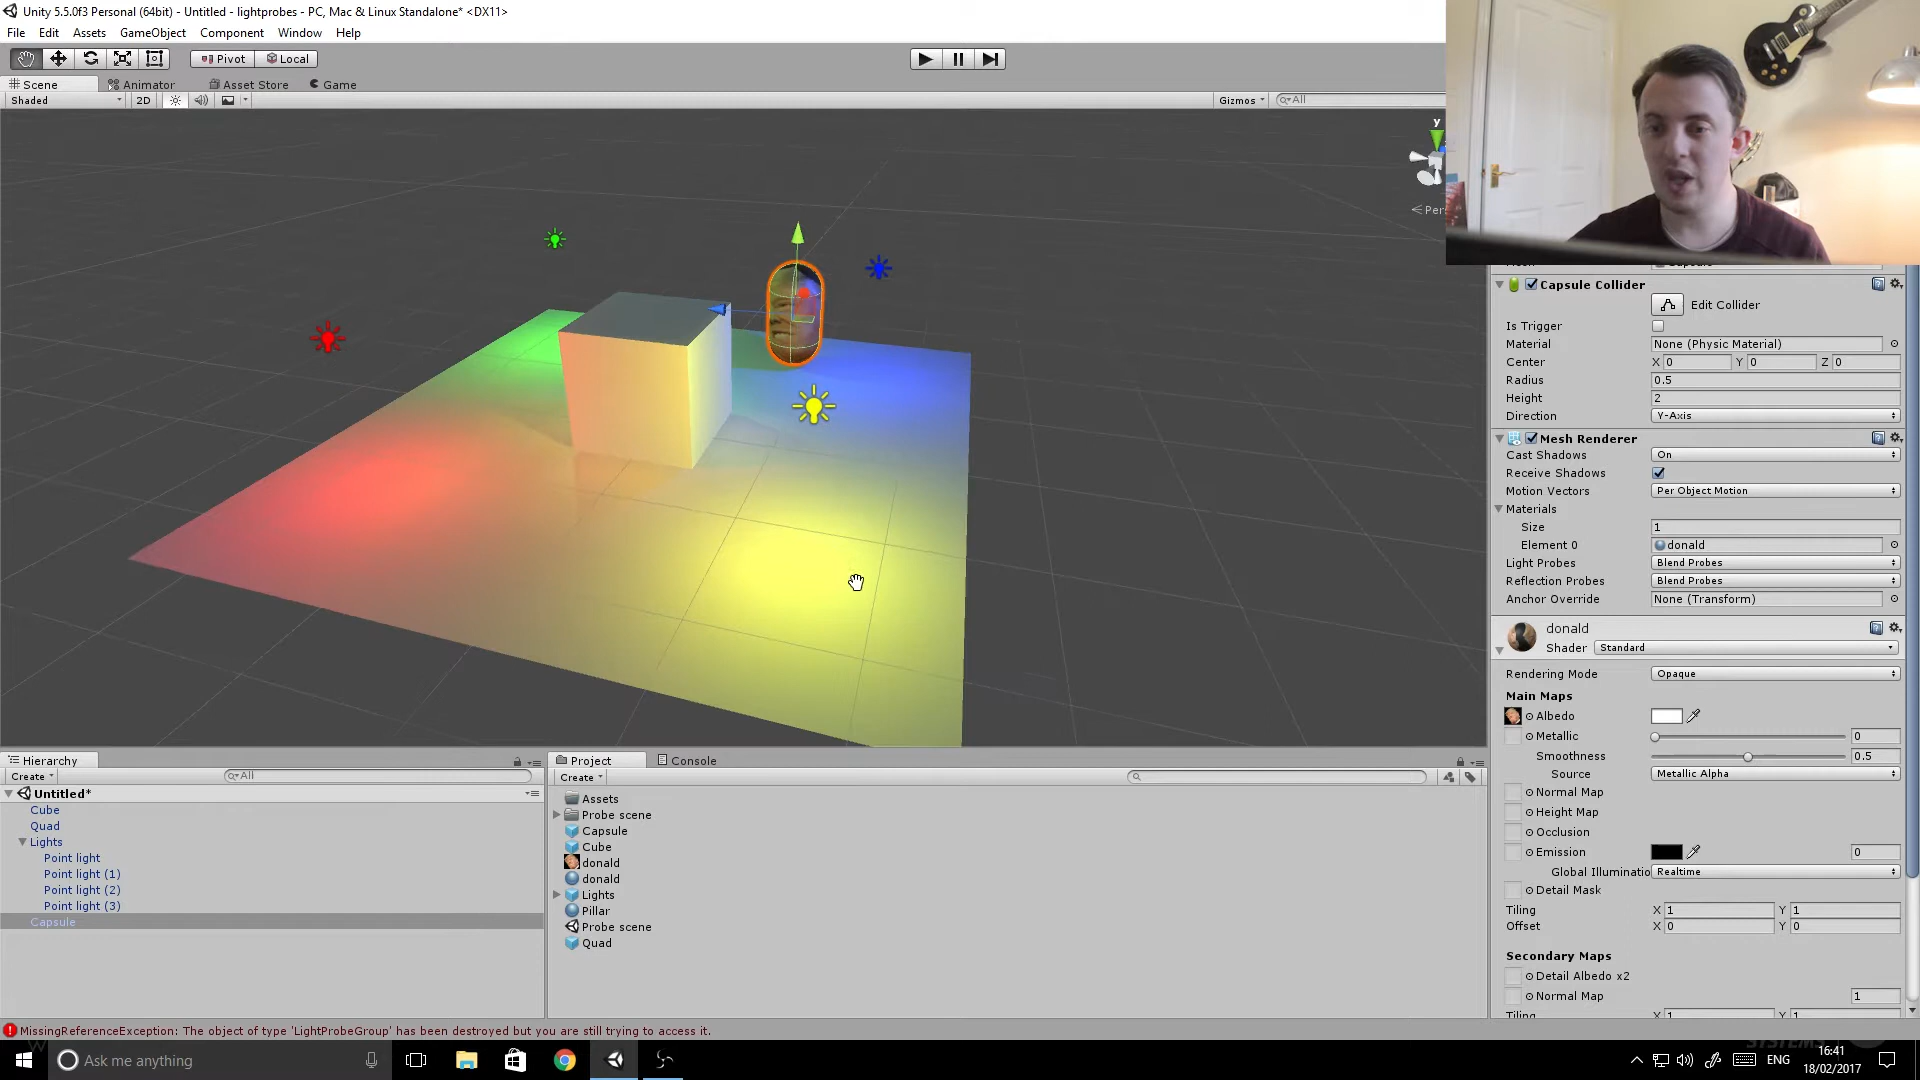 Unity 5.5.0f3 Personal (64bit) - Untitled - lightprobes - PC, Mac & Linux Standalone* <DX11>
File Edit Assets GameObject Component Window Help
Pivot Local
Scene Animator Asset Store Game
Shaded 2D Gizmos All
y
Capsule Collider
Edit Collider
Is Trigger
Material None (Physic Material)
Center X 0 Y 0 Z 0
Radius 0.5
Height 2
Direction Y-Axis
Mesh Renderer
Cast Shadows On
Receive Shadows
Motion Vectors Per Object Motion
Materials
Size 1
Element 0 donald
Light Probes Blend Probes
Reflection Probes Blend Probes
Anchor Override None (Transform)
donald
Shader Standard
Rendering Mode Opaque
Main Maps
Albedo
Metallic 0
Smoothness 0.5
Source Metallic Alpha
Normal Map
Height Map
Occlusion
Emission 0
Global Illuminatio Realtime
Detail Mask
Tiling X 1 Y 1
Offset X 0 Y 0
Secondary Maps
Detail Albedo x2
Normal Map 1
Tiling X 1 Y 1
Hierarchy
Create All
Untitled*
Cube
Quad
Lights
Point light
Point light (1)
Point light (2)
Point light (3)
Capsule
Project Console
Create
Assets
Probe scene
Capsule
Cube
donald
donald
Lights
Pillar
Probe scene
Quad
MissingReferenceException: The object of type 'LightProbeGroup' has been destroyed but you are still trying to access it.
Ask me anything
ENG
16:41
18/02/2017